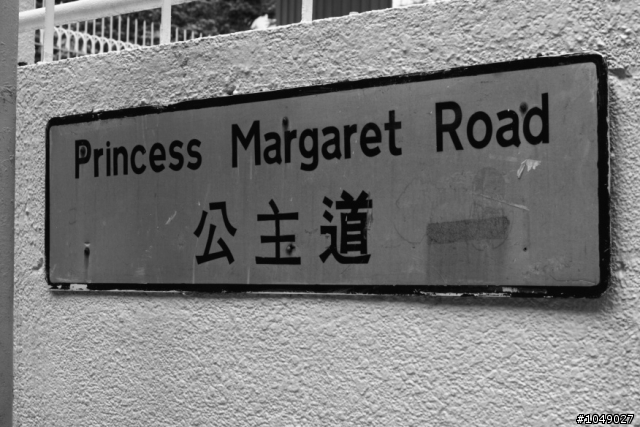 Princess Margaret Road
公主道
#1049027